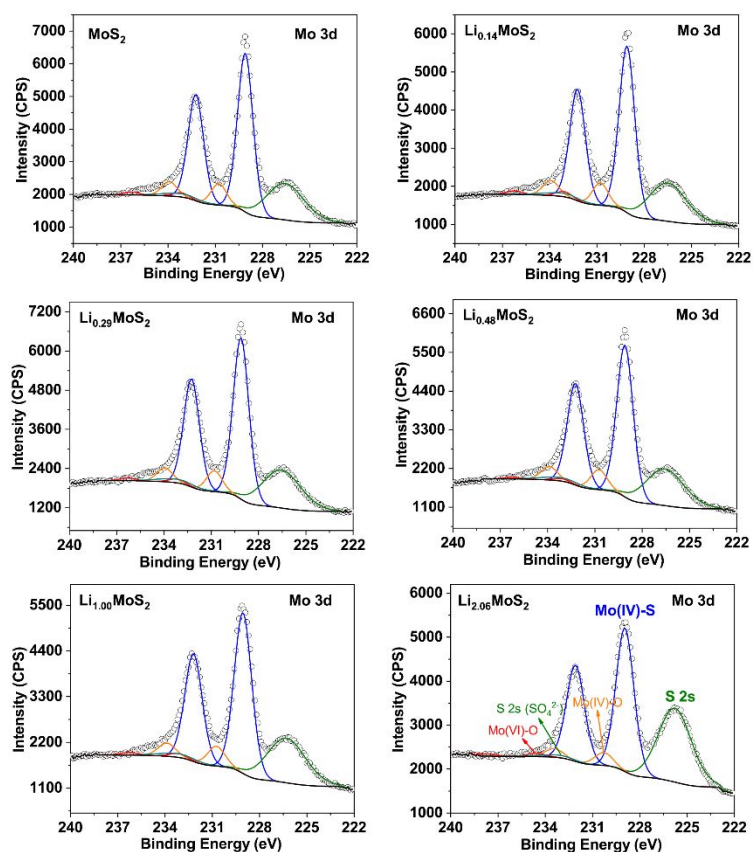 MoS₂ Mo 3d
7000
6000
5000
4000
3000
2000
1000
Intensity (CPS)
240 237 234 231 228 225 222
Binding Energy (eV)
Li₀.₁₄MoS₂ Mo 3d
6000
5000
4000
3000
2000
1000
Intensity (CPS)
240 237 234 231 228 225 222
Binding Energy (eV)
Li₀.₂₉MoS₂ Mo 3d
7200
6000
4800
3600
2400
1200
Intensity (CPS)
240 237 234 231 228 225 222
Binding Energy (eV)
Li₀.₄₈MoS₂ Mo 3d
6600
5500
4400
3300
2200
1100
Intensity (CPS)
240 237 234 231 228 225 222
Binding Energy (eV)
Li₁.₀₀MoS₂ Mo 3d
5500
4400
3300
2200
1100
Intensity (CPS)
240 237 234 231 228 225 222
Binding Energy (eV)
Li₂.₀₆MoS₂ Mo 3d
Mo(IV)-S
S 2s
S 2s (SO₄²⁻)
Mo(IV)-O
Mo(VI)-O
6000
5000
4000
3000
2000
1000
Intensity (CPS)
240 237 234 231 228 225 222
Binding Energy (eV)